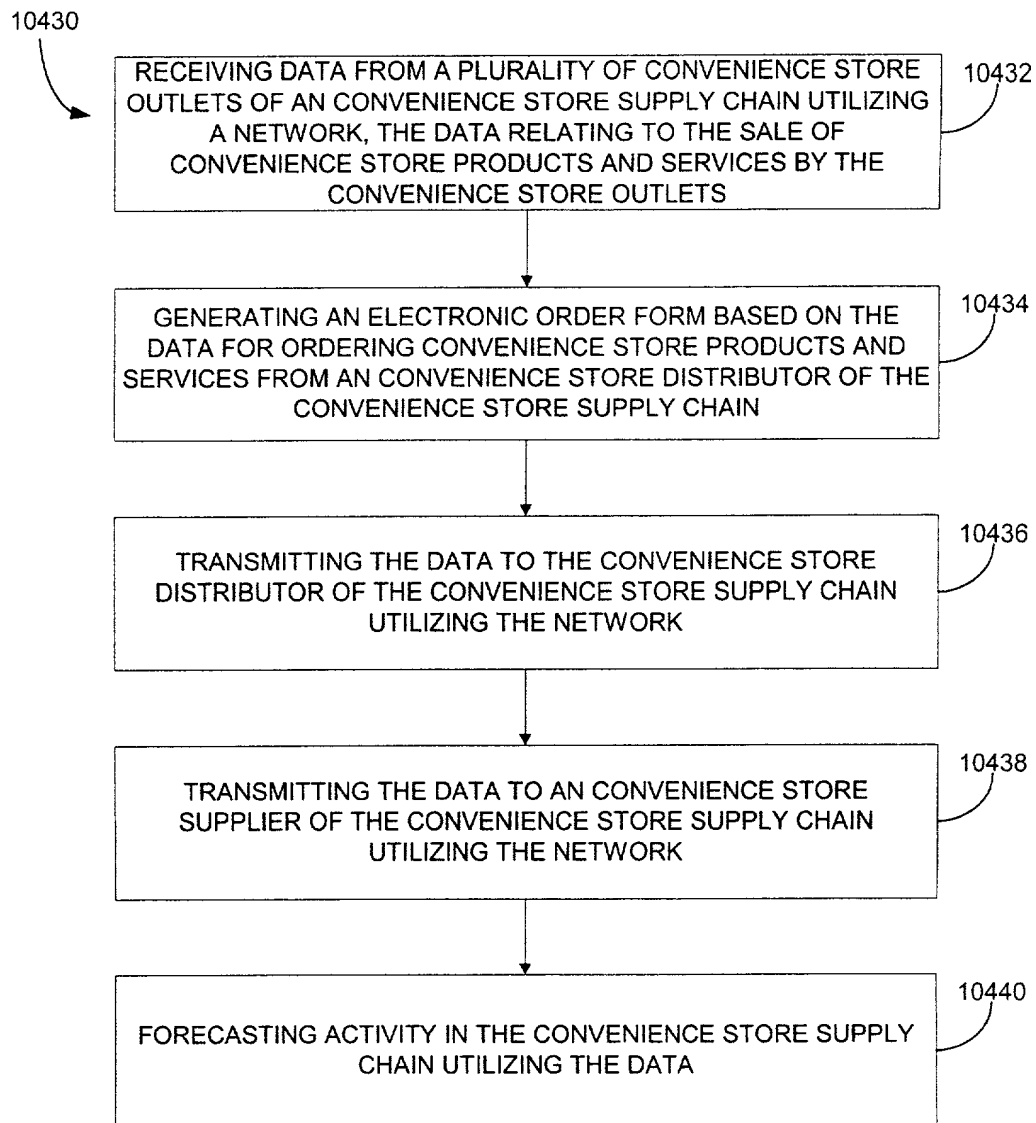 10430
RECEIVING DATA FROM A PLURALITY OF CONVENIENCE STORE
OUTLETS OF AN CONVENIENCE STORE SUPPLY CHAIN UTILIZING
A NETWORK, THE DATA RELATING TO THE SALE OF
CONVENIENCE STORE PRODUCTS AND SERVICES BY THE
CONVENIENCE STORE OUTLETS
10432
GENERATING AN ELECTRONIC ORDER FORM BASED ON THE
DATA FOR ORDERING CONVENIENCE STORE PRODUCTS AND
SERVICES FROM AN CONVENIENCE STORE DISTRIBUTOR OF THE
CONVENIENCE STORE SUPPLY CHAIN
10434
TRANSMITTING THE DATA TO THE CONVENIENCE STORE
DISTRIBUTOR OF THE CONVENIENCE STORE SUPPLY CHAIN
UTILIZING THE NETWORK
10436
TRANSMITTING THE DATA TO AN CONVENIENCE STORE
SUPPLIER OF THE CONVENIENCE STORE SUPPLY CHAIN
UTILIZING THE NETWORK
10438
FORECASTING ACTIVITY IN THE CONVENIENCE STORE SUPPLY
CHAIN UTILIZING THE DATA
10440